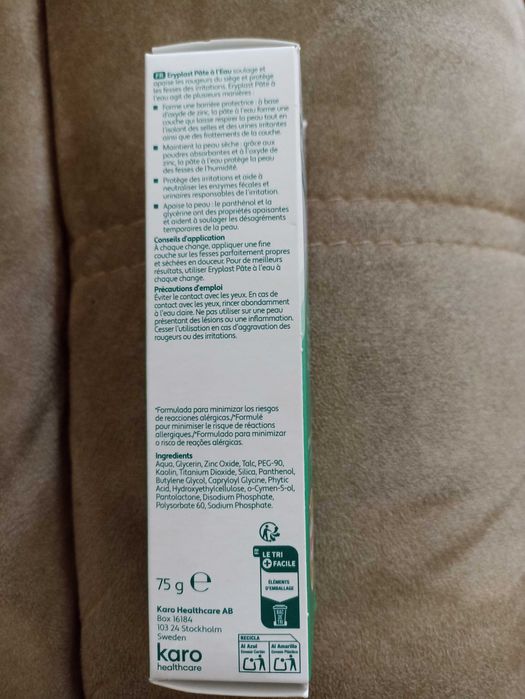 FR Eryplast Pâte à l'Eau soulage et
apaise les rougeurs du siège et protège
les fesses des irritations. Eryplast Pâte à
l'eau agit de plusieurs manières :
Forme une barrière protectrice : à base
d'oxyde de zinc, la pâte à l'eau forme une
couche qui laisse respirer la peau tout en
l'isolant des selles et des urines irritantes
ainsi que des frottements de la couche.
Maintient la peau sèche : grâce aux
poudres absorbantes et à l'oxyde de
zinc, la pâte à l'eau protège la peau
des fesses de l'humidité.
Protège des irritations et aide à
neutraliser les enzymes fécales et
urinaires responsables de l'irritation.
Apaise la peau : le panthénol et la
glycérine ont des propriétés apaisantes
et aident à soulager les désagréments
temporaires de la peau.
Conseils d'application
À chaque change, appliquer une fine
couche sur les fesses parfaitement propres
et séchées en douceur. Pour de meilleurs
résultats, utiliser Eryplast Pâte à l'eau à
chaque change.
Précautions d'emploi
Éviter le contact avec les yeux. En cas de
contact avec les yeux, rincer abondamment
à l'eau claire. Ne pas utiliser sur une peau
présentant des lésions ou une inflammation.
Cesser l'utilisation en cas d'aggravation des
rougeurs ou des irritations.
*Formulada para minimizar los riesgos
de reacciones alérgicas./*Formulé
pour minimiser le risque de réactions
allergiques./*Formulado para minimizar
o risco de reações alérgicas.
Ingredients
Aqua, Glycerin, Zinc Oxide, Talc, PEG-90,
Kaolin, Titanium Dioxide, Silica, Panthenol,
Butylene Glycol, Capryloyl Glycine, Phytic
Acid, Hydroxyethylcellulose, o-Cymen-5-ol,
Pantolactone, Disodium Phosphate,
Polysorbate 60, Sodium Phosphate.
FR
LE TRI
+ FACILE
ÉLÉMENTS
D'EMBALLAGE
BAC
DE
TRI
75 g e
Karo Healthcare AB
Box 16184
103 24 Stockholm
Sweden
karo
healthcare
RECICLA
Al Azul
Envase Cartón
Al Amarillo
Envase Plástico